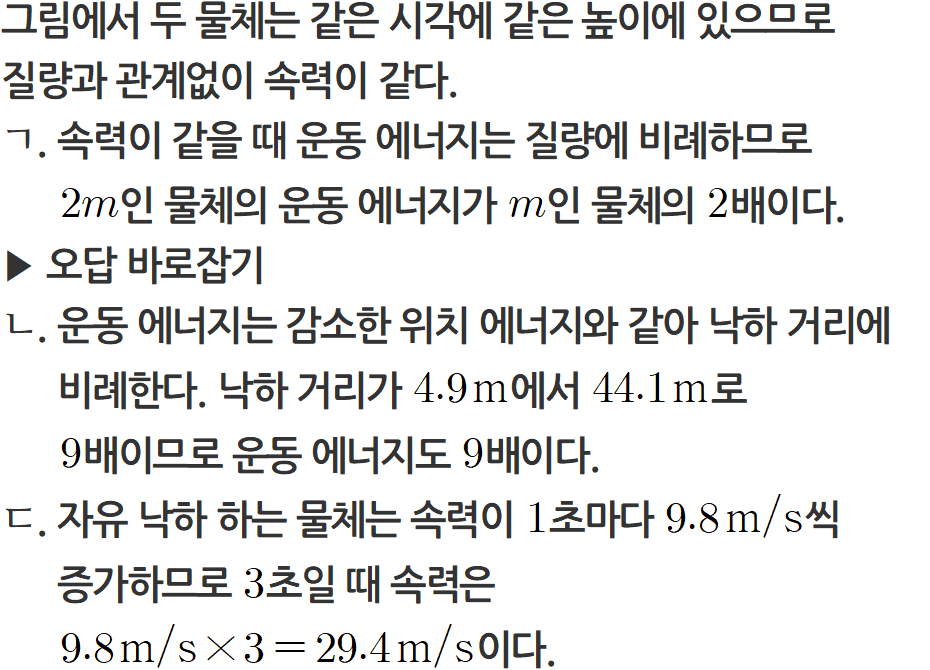 그림에서 두 물체는 같은 시각에 같은 높이에 있으므로
질량과 관계없이 속력이 같다.
ㄱ. 속력이 같을 때 운동 에너지는 질량에 비례하므로
2m인 물체의 운동 에너지가 m인 물체의 2배이다.
▶ 오답 바로잡기
ㄴ. 운동 에너지는 감소한 위치 에너지와 같아 낙하 거리에
비례한다. 낙하 거리가 4.9m에서 44.1m로
9배이므로 운동 에너지도 9배이다.
ㄷ. 자유 낙하 하는 물체는 속력이 1초마다 9.8m/s씩
증가하므로 3초일 때 속력은
9.8m/s×3=29.4m/s이다.